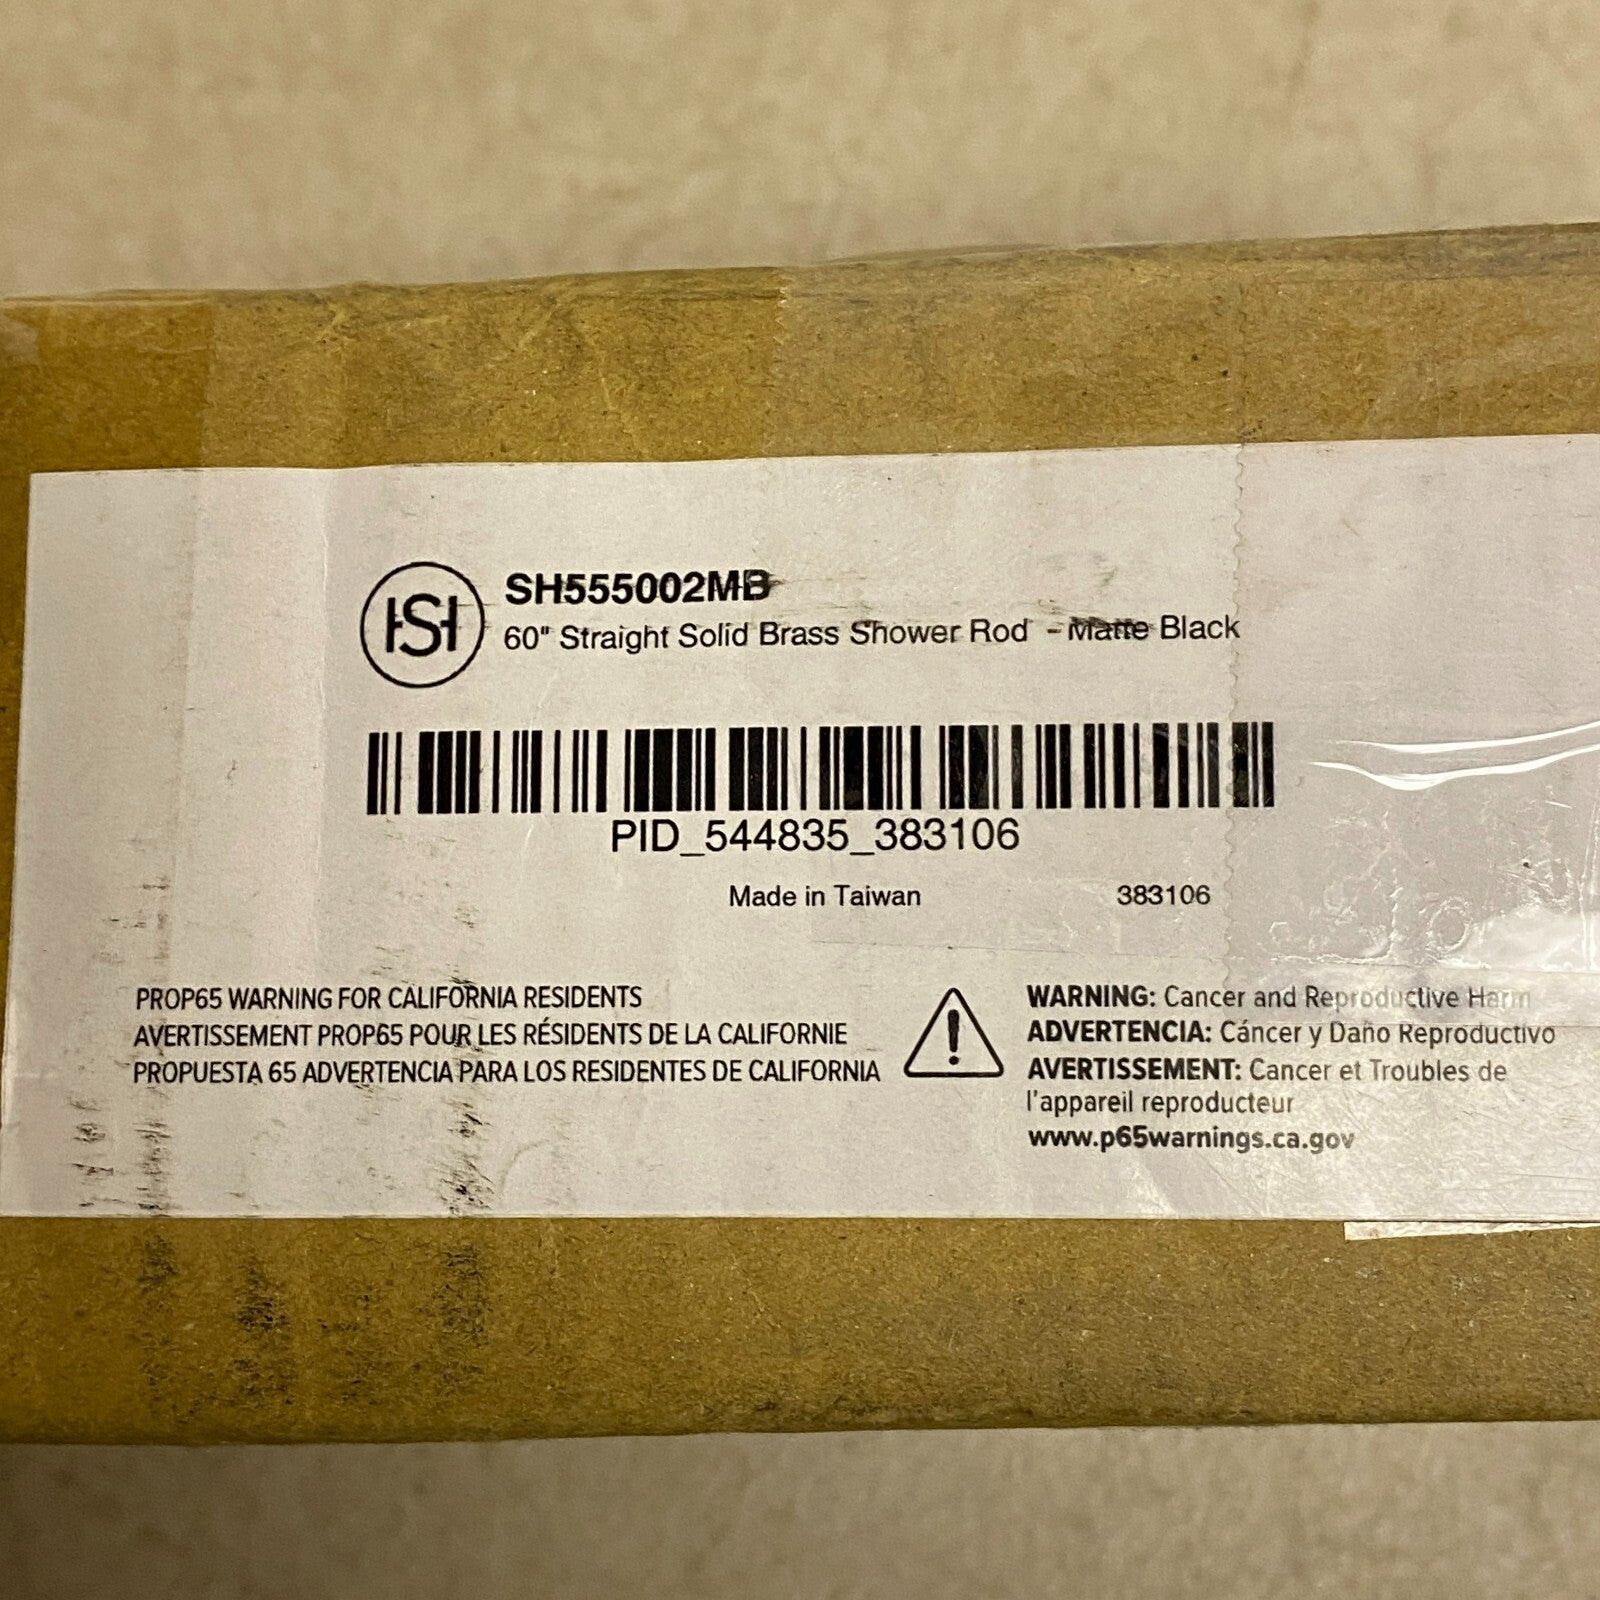 SH555002MB
60" Straight Solid Brass Shower Rod - Matte Black
PID_544835_383106
Made in Taiwan 383106
PROP65 WARNING FOR CALIFORNIA RESIDENTS
AVERTISSEMENT PROP65 POUR LES RÉSIDENTS DE LA CALIFORNIE
PROPUESTA 65 ADVERTENCIA PARA LOS RESIDENTES DE CALIFORNIA
WARNING: Cancer and Reproductive Harm
ADVERTENCIA: Cáncer y Daño Reproductivo
AVERTISSEMENT: Cancer et Troubles de
l'appareil reproducteur
www.p65warnings.ca.gov